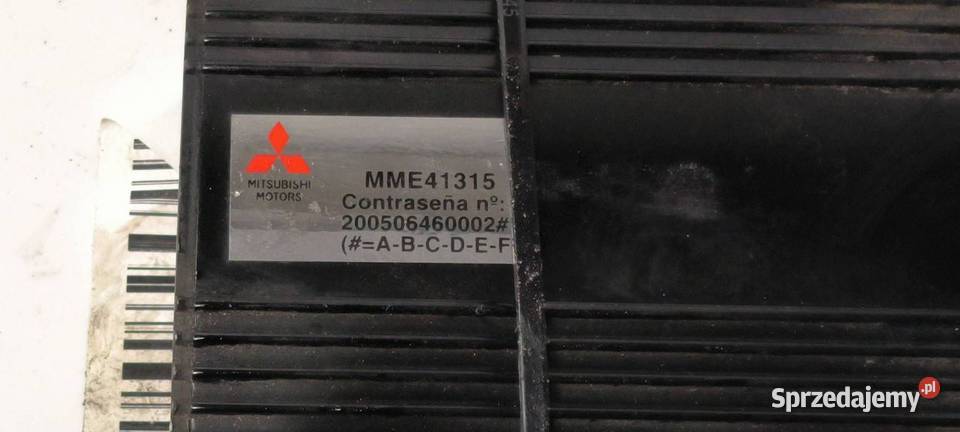 MITSUBISHI
MOTORS
MME41315
Contraseña nº:
200506460002#
(#=A-B-C-D-E-F
Sprzedajemy.pl